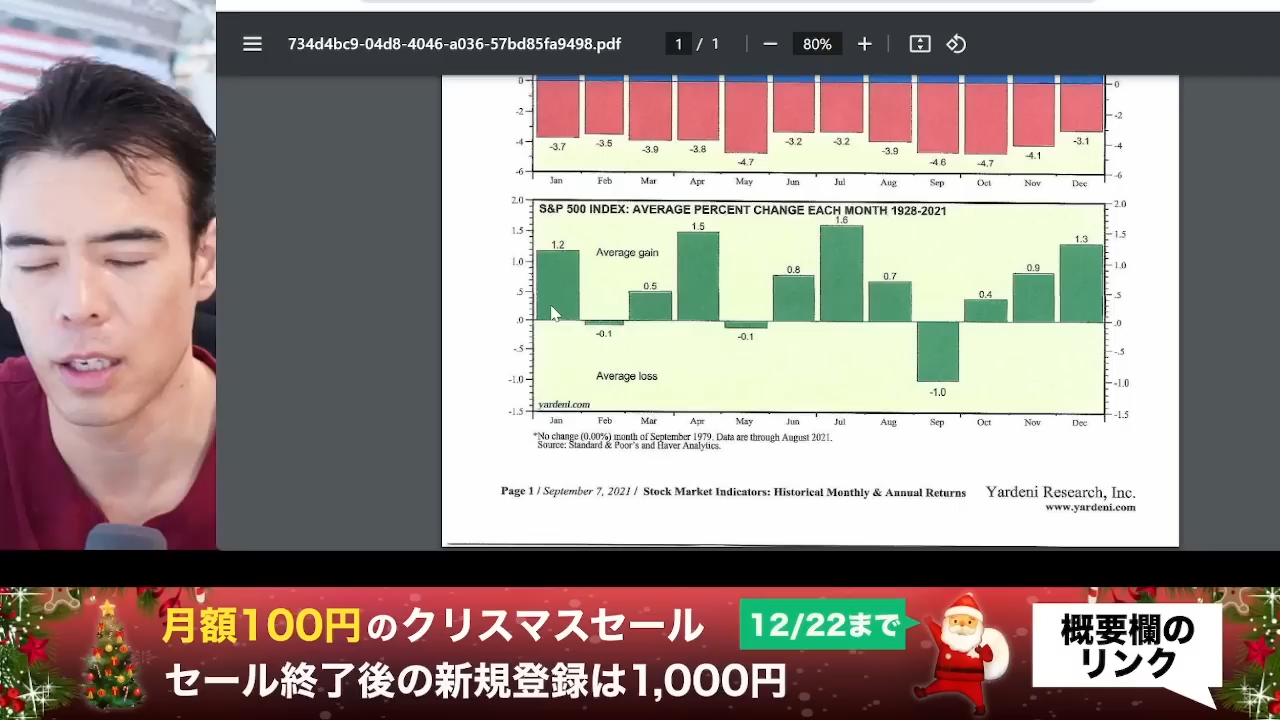 734d4bc9-04d8-4046-a036-57bd85fa9498.pdf
1 / 1
80%
0 0
-2 -2
-4 -4
-6 -6
-3.7 -3.5 -3.9 -3.8 -4.7 -3.2 -3.2 -3.9 -4.6 -4.7 -4.1 -3.1
Jan Feb Mar Apr May Jun Jul Aug Sep Oct Nov Dec
S&P 500 INDEX: AVERAGE PERCENT CHANGE EACH MONTH 1928-2021
2.0 2.0
1.5 1.5
1.0 1.0
.5 .5
.0 .0
-.5 -.5
-1.0 -1.0
-1.5 -1.5
Average gain
1.2 -0.1 0.5 1.5 -0.1 0.8 1.6 0.7 -1.0 0.4 0.9 1.3
Average loss
yardeni.com
Jan Feb Mar Apr May Jun Jul Aug Sep Oct Nov Dec
*No change (0.00%) month of September 1979. Data are through August 2021.
Source: Standard & Poor's and Haver Analytics.
Page 1 / September 7, 2021 / Stock Market Indicators: Historical Monthly & Annual Returns
Yardeni Research, Inc.
www.yardeni.com
月額100円のクリスマスセール
12/22まで
セール終了後の新規登録は1,000円
概要欄の
リンク